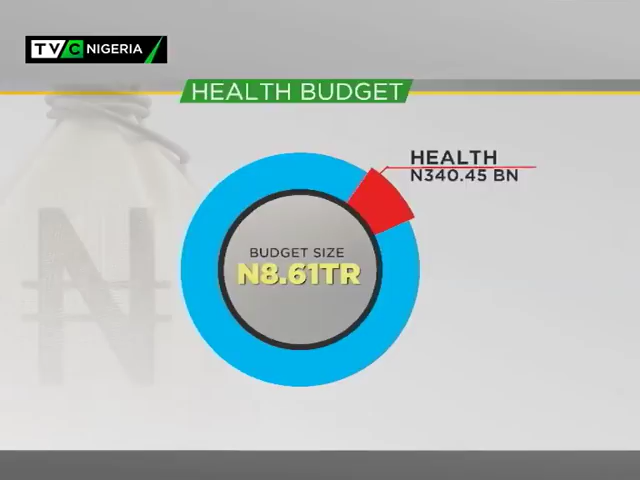 TVC NIGERIA
HEALTH BUDGET
HEALTH
N340.45 BN
BUDGET SIZE
N8.61TR
N